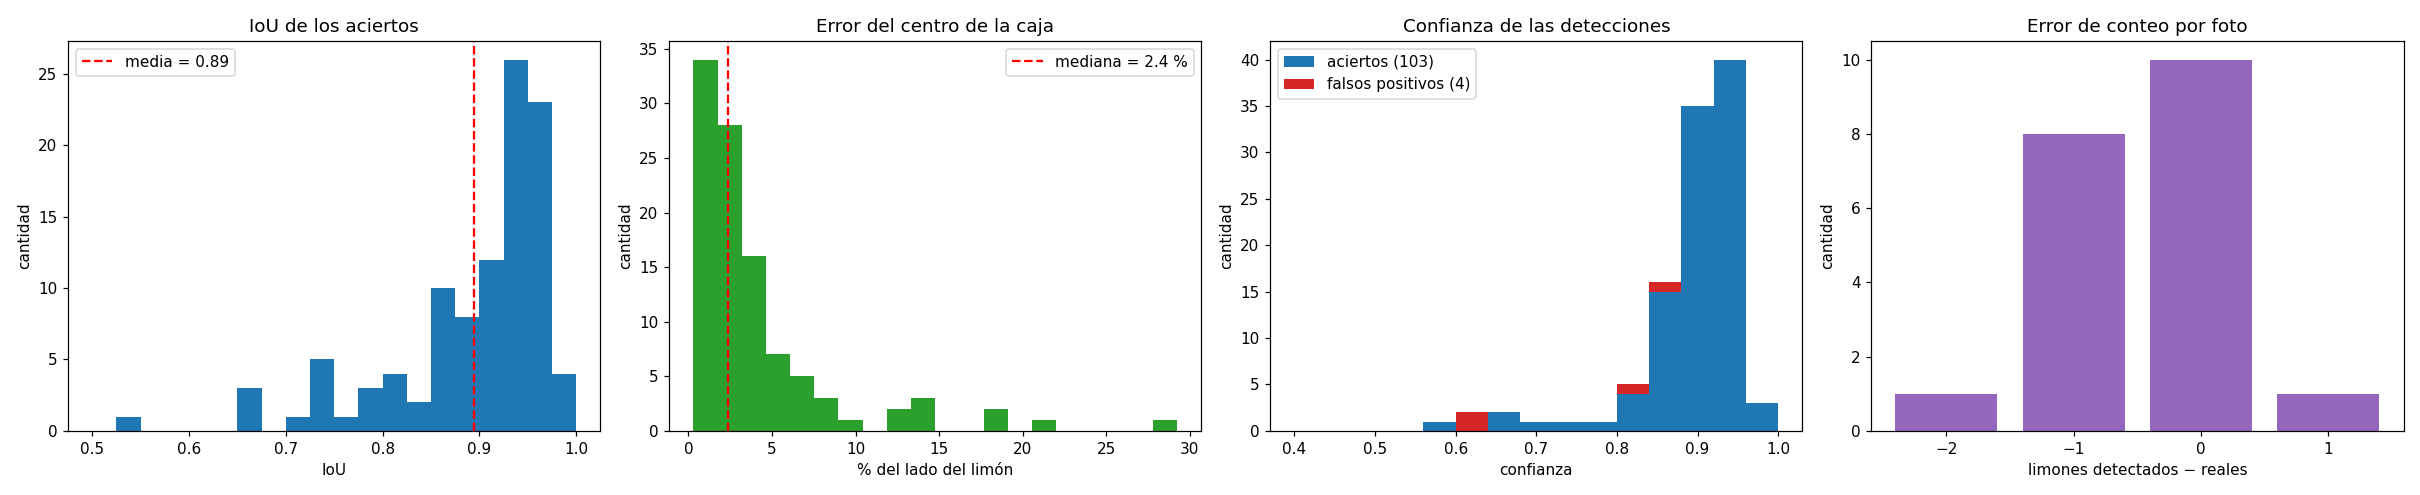 IoU de los aciertos
media = 0.89
25
20
15
10
5
0
cantidad
0.5 0.6 0.7 0.8 0.9 1.0
IoU
Error del centro de la caja
mediana = 2.4 %
35
30
25
20
15
10
5
0
cantidad
0 5 10 15 20 25 30
% del lado del limón
Confianza de las detecciones
aciertos (103)
falsos positivos (4)
40
35
30
25
20
15
10
5
0
cantidad
0.4 0.5 0.6 0.7 0.8 0.9 1.0
confianza
Error de conteo por foto
10
8
6
4
2
0
cantidad
−2 −1 0 1
limones detectados − reales